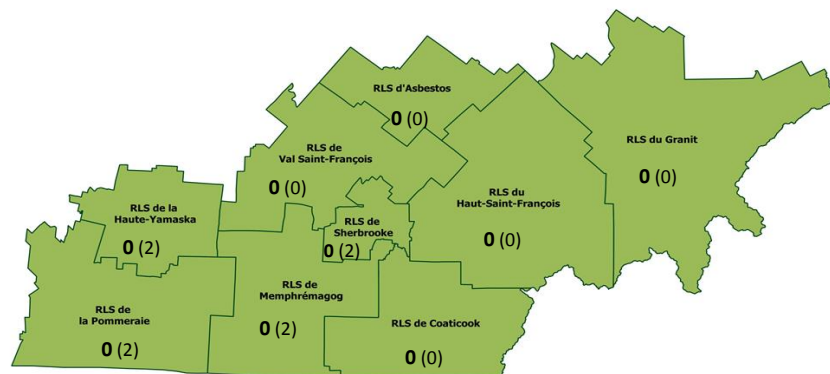 RLS d'Asbestos
0 (0)
RLS de
Val Saint-François
0 (0)
RLS du Granit
0 (0)
RLS du
Haut-Saint-François
0 (0)
RLS de la
Haute-Yamaska
0 (2)
RLS de
Sherbrooke
0 (2)
RLS de
Memphrémagog
0 (2)
RLS de
la Pommeraie
0 (2)
RLS de Coaticook
0 (0)